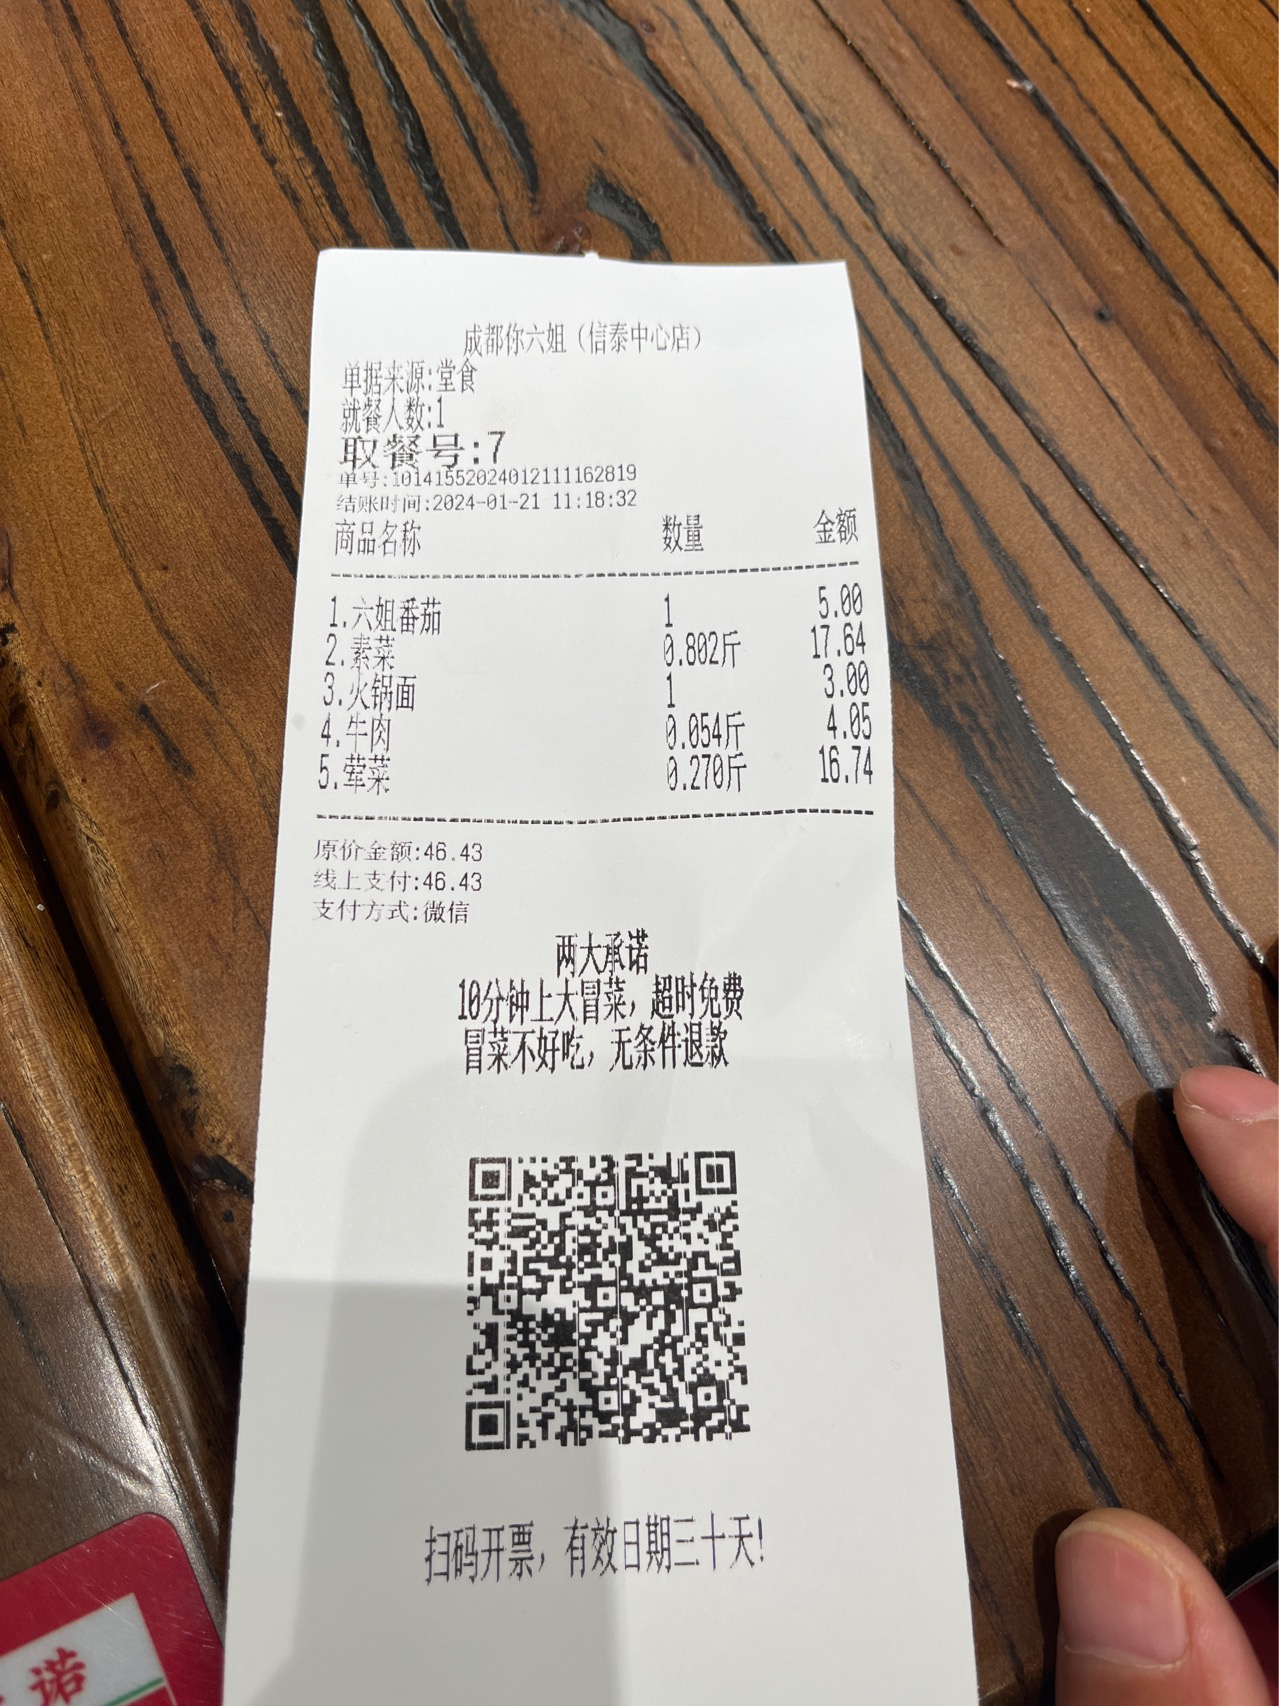 成都你六姐（信泰中心店）
单据来源:堂食
就餐人数:1
取餐号:7
单号:10141552024012111162819
结账时间:2024-01-21 11:18:32
商品名称 数量 金额
1.六姐番茄 1 5.00
2.素菜 0.802斤 17.64
3.火锅面 1 3.00
4.牛肉 0.054斤 4.05
5.荤菜 0.270斤 16.74
原价金额:46.43
线上支付:46.43
支付方式:微信
两大承诺
10分钟上大冒菜，超时免费
冒菜不好吃，无条件退款
扫码开票，有效日期三十天!
诺